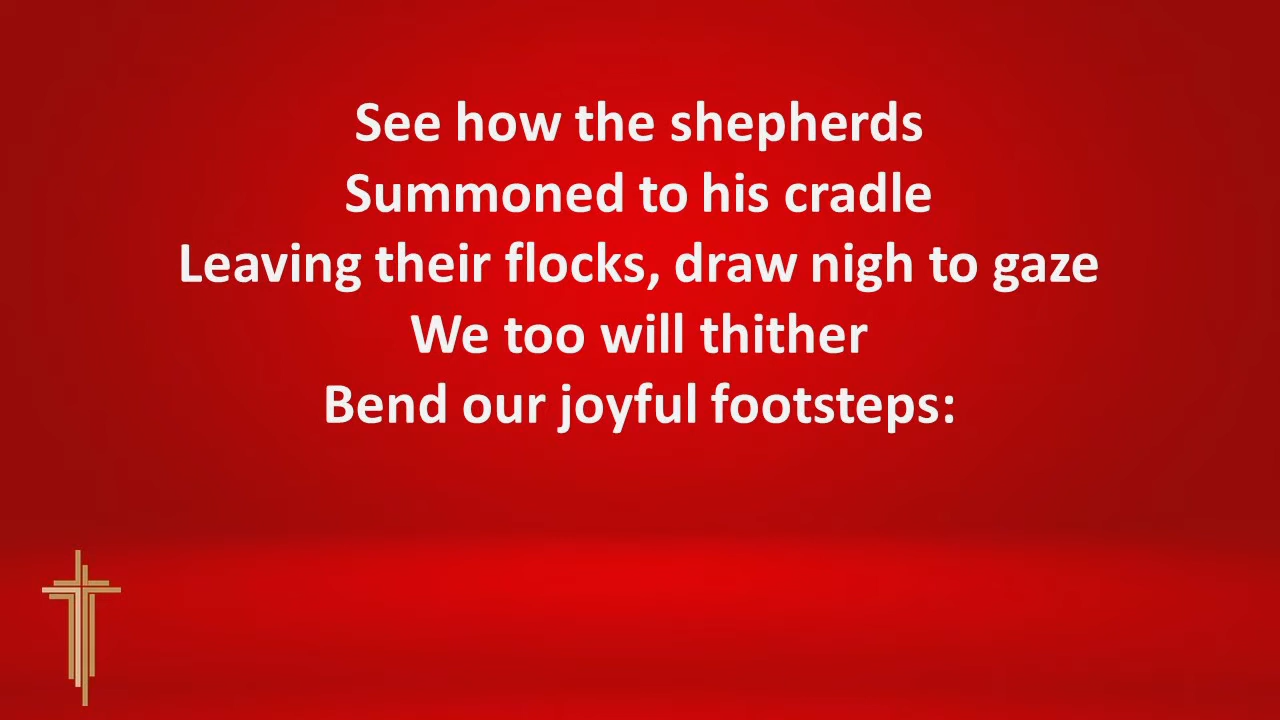 See how the shepherds
Summoned to his cradle
Leaving their flocks, draw nigh to gaze
We too will thither
Bend our joyful footsteps: